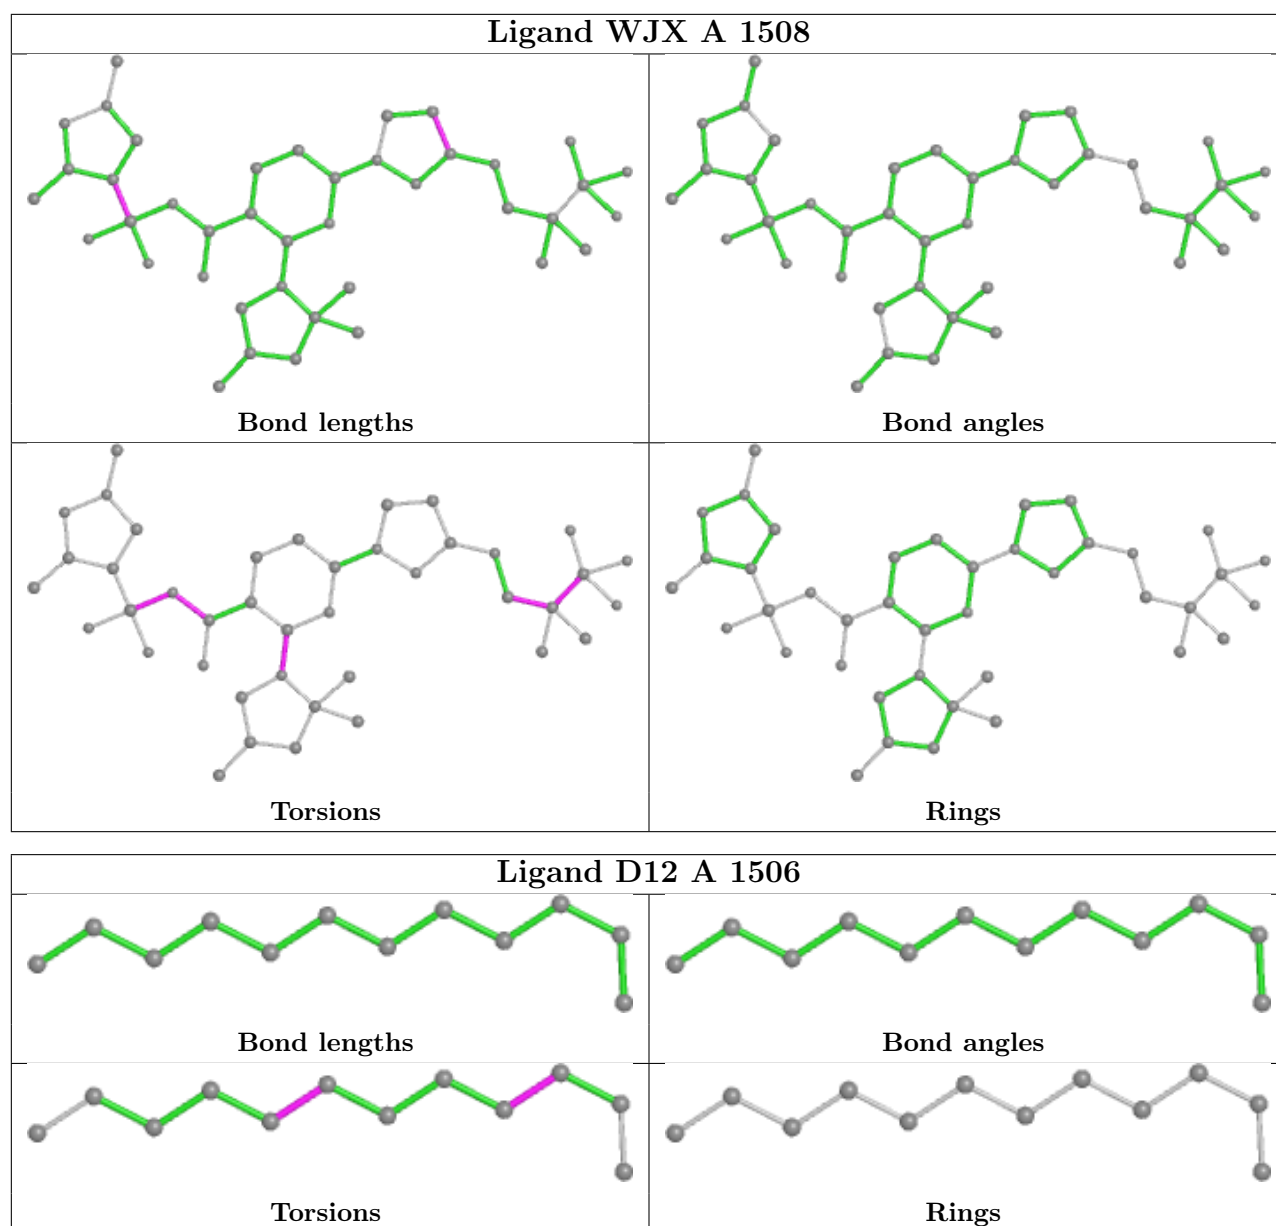 Ligand WJX A 1508
Bond lengths
Bond angles
Torsions
Rings
Ligand D12 A 1506
Bond lengths
Bond angles
Torsions
Rings